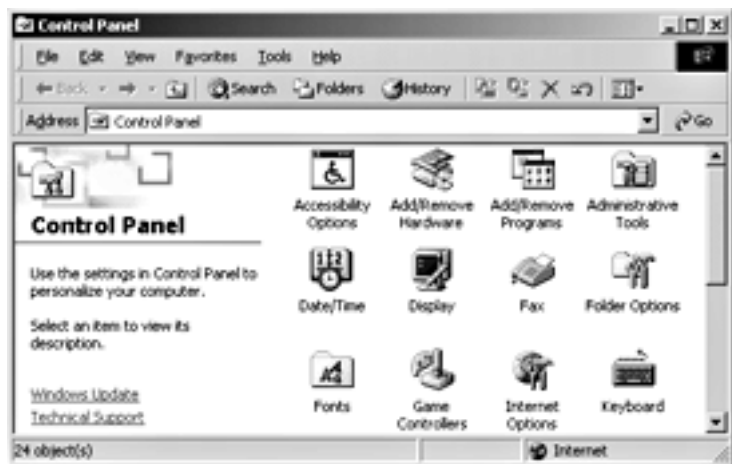 Control Panel
File Edit View Favorites Tools Help
Back Search Folders History
Address Control Panel Go
Control Panel
Use the settings in Control Panel to
personalize your computer.
Select an item to view its
description.
Windows Update
Technical Support
Accessibility
Options
Add/Remove
Hardware
Add/Remove
Programs
Administrative
Tools
Date/Time
Display
Fax
Folder Options
Fonts
Game
Controllers
Internet
Options
Keyboard
24 object(s) Internet